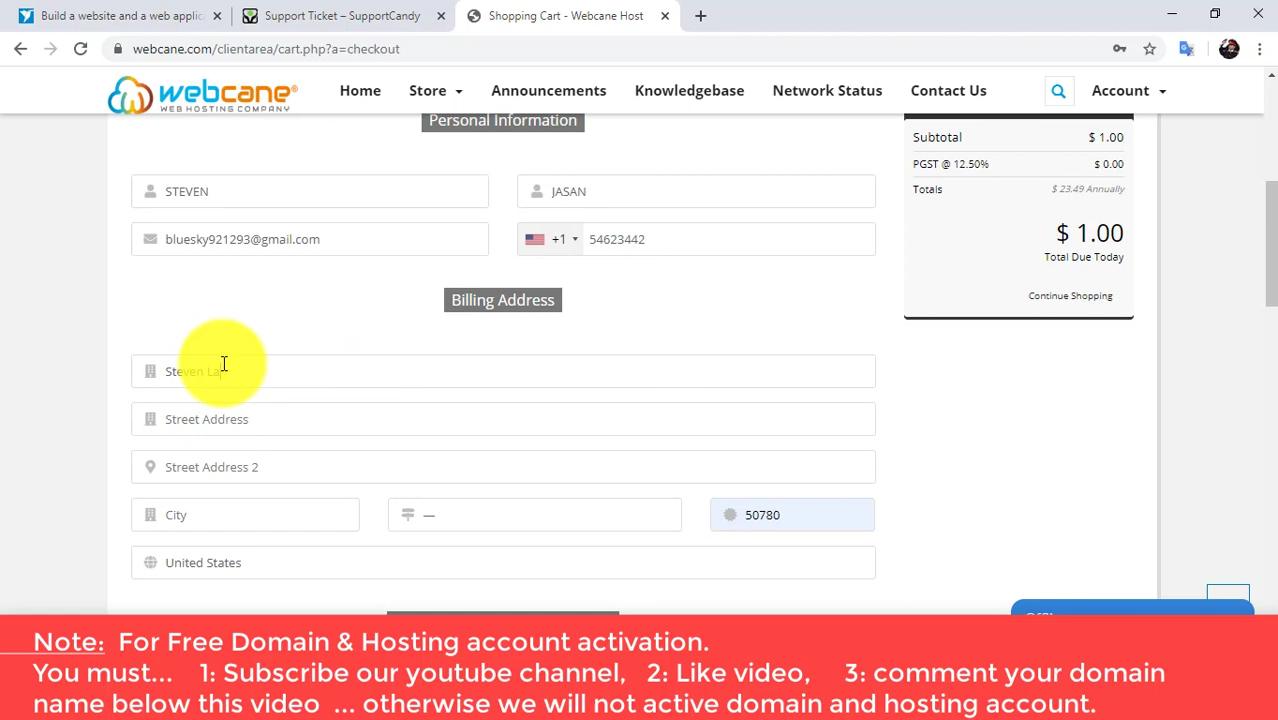 Build a website and a web applic
Support Ticket – SupportCandy
Shopping Cart - Webcane Host
webcane.com/clientarea/cart.php?a=checkout
webcane®
WEB HOSTING COMPANY
Home Store Announcements Knowledgebase Network Status Contact Us Account
Personal Information
STEVEN JASAN
bluesky921293@gmail.com +1 54623442
Billing Address
Steven La
Street Address
Street Address 2
City — 50780
United States
Subtotal $ 1.00
PGST @ 12.50% $ 0.00
Totals $ 23.49 Annually
$ 1.00
Total Due Today
Continue Shopping
Note: For Free Domain & Hosting account activation.
You must... 1: Subscribe our youtube channel, 2: Like video, 3: comment your domain
name below this video ... otherwise we will not active domain and hosting account.